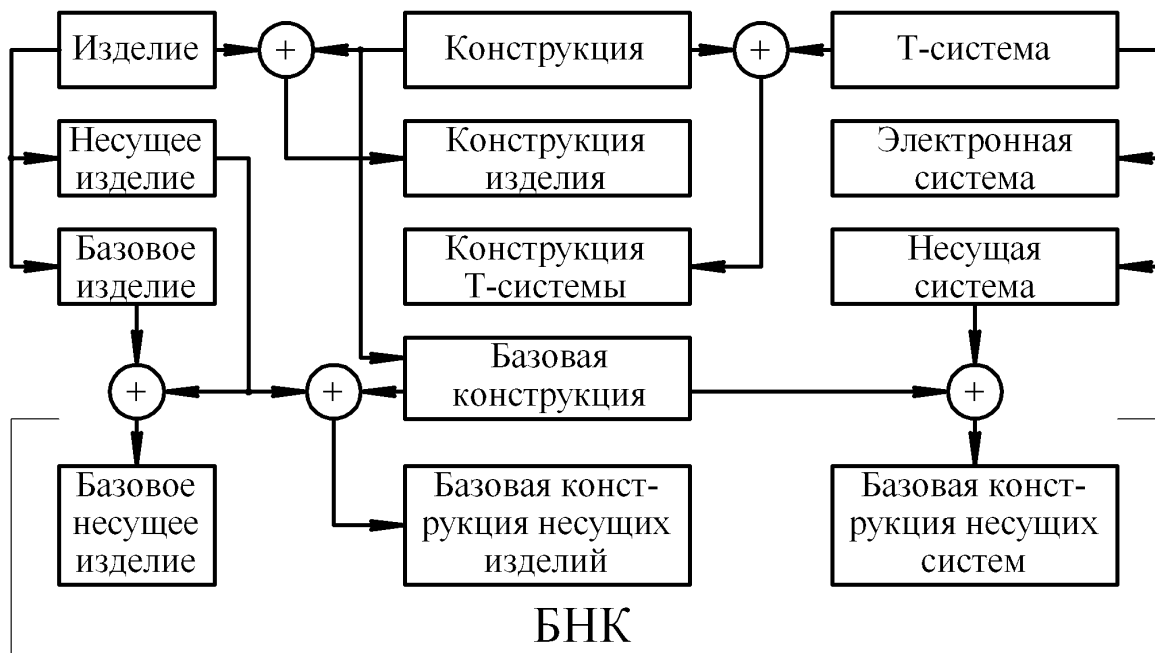 Изделие
+
Конструкция
+
Т-система
Несущее
изделие
Конструкция
изделия
Электронная
система
Базовое
изделие
Конструкция
Т-системы
Несущая
система
Базовая
конструкция
+
+
+
Базовое
несущее
изделие
Базовая конст-
рукция несущих
изделий
Базовая конст-
рукция несущих
систем
БНК